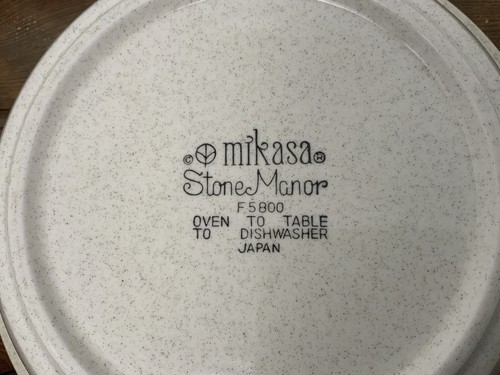 © mikasa®
Stone Manor
F5800
OVEN TO TABLE
TO DISHWASHER
JAPAN